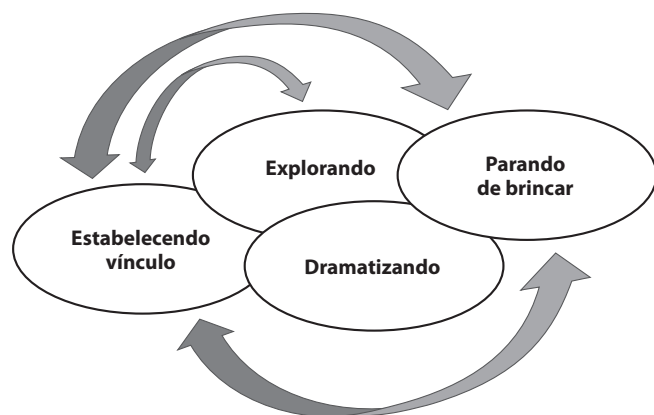 Explorando
Parando
de brincar
Estabelecendo
vínculo
Dramatizando